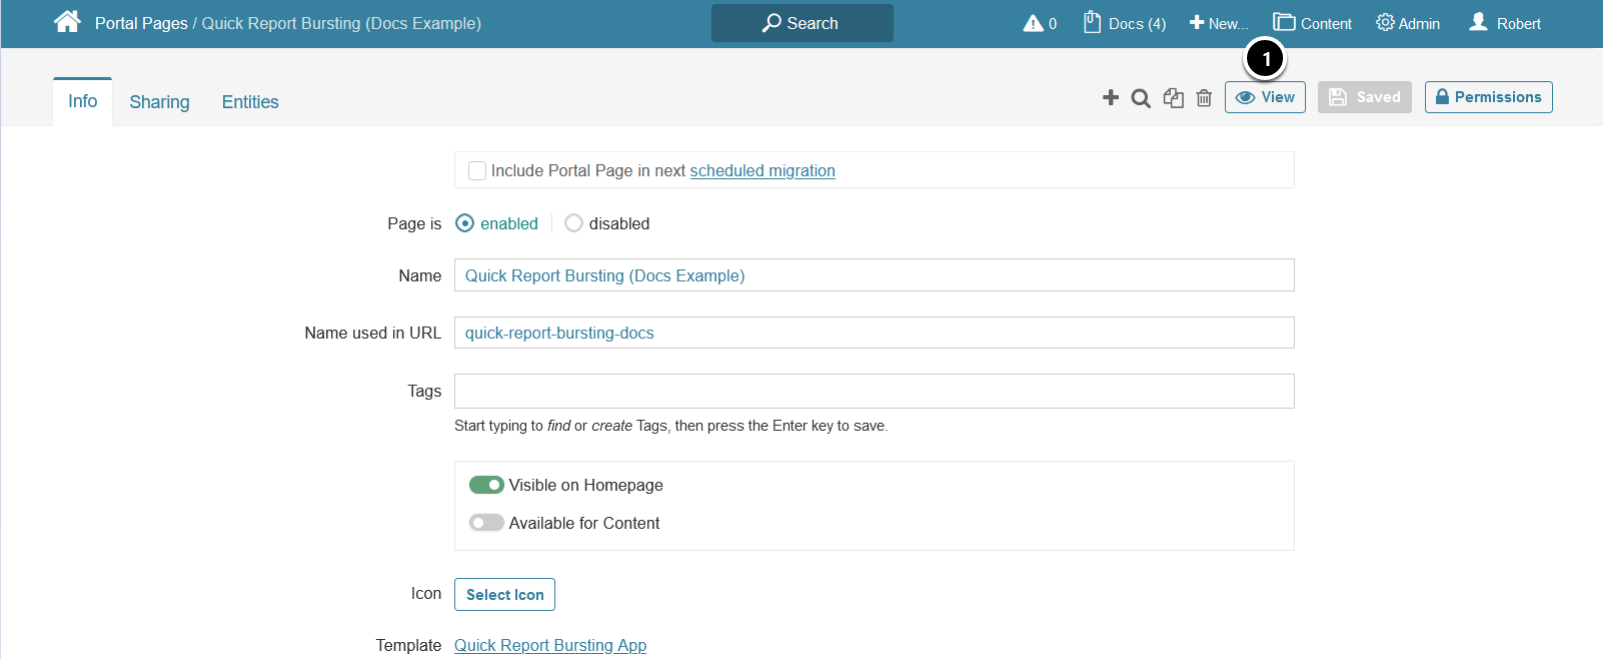 Portal Pages / Quick Report Bursting (Docs Example)
Search
0
Docs (4)
New...
Content
Admin
Robert
1
Info
Sharing
Entities
View
Saved
Permissions
Include Portal Page in next scheduled migration
Page is
enabled
disabled
Name
Quick Report Bursting (Docs Example)
Name used in URL
quick-report-bursting-docs
Tags
Start typing to find or create Tags, then press the Enter key to save.
Visible on Homepage
Available for Content
Icon
Select Icon
Template
Quick Report Bursting App